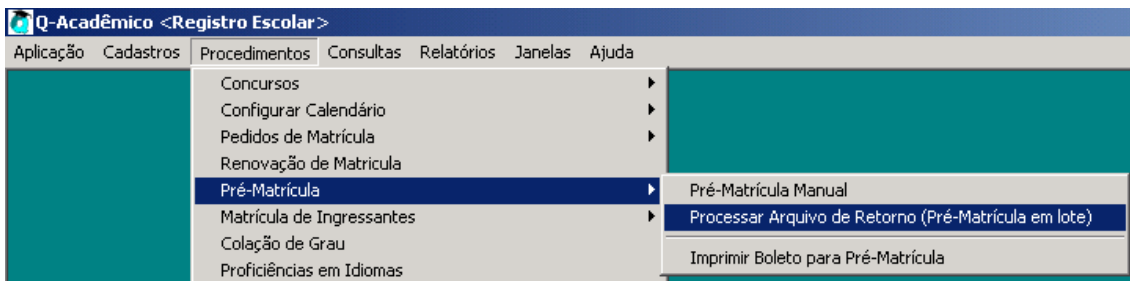 Q-Acadêmico <Registro Escolar>
Aplicação Cadastros Procedimentos Consultas Relatórios Janelas Ajuda
Concursos
Configurar Calendário
Pedidos de Matrícula
Renovação de Matricula
Pré-Matrícula
Matrícula de Ingressantes
Colação de Grau
Proficiências em Idiomas
Pré-Matrícula Manual
Processar Arquivo de Retorno (Pré-Matrícula em lote)
Imprimir Boleto para Pré-Matrícula